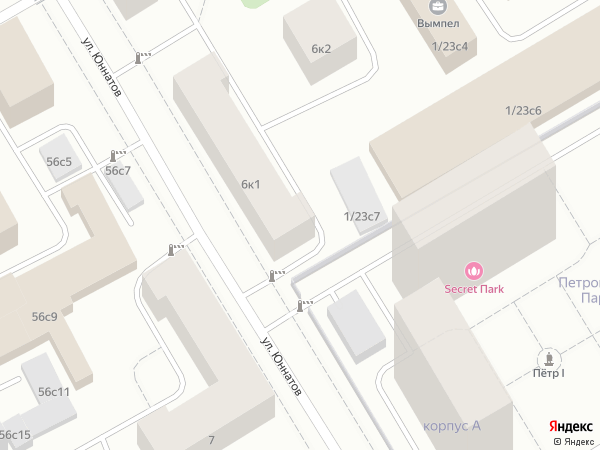 Вымпел
1/23с4
6к2
ул. Юннатов
1/23с6
56с5
56с7
6к1
1/23с7
Secret Park
Петро
Пар
56с9
ул. Юннатов
Пётр I
56с11
корпус А
56с15
7
Яндекс
© Яндекс